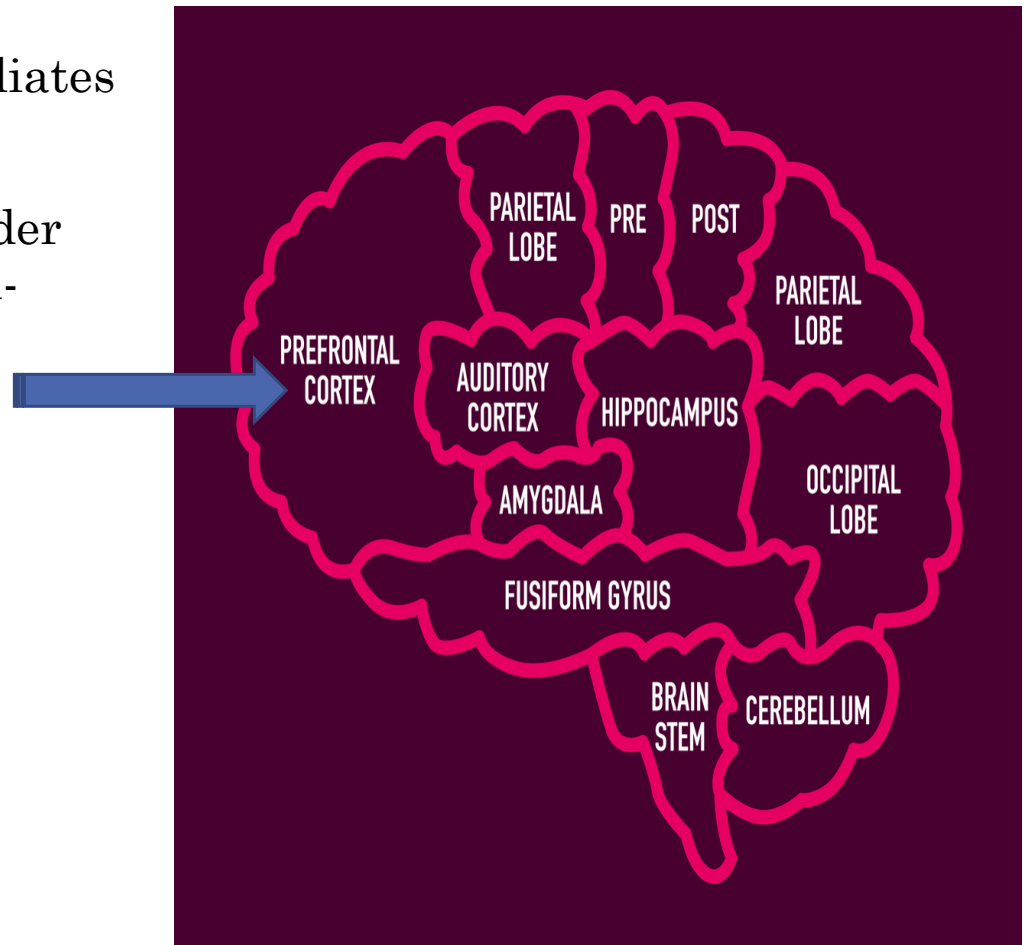 liates
der
-
PARIETAL
LOBE
PRE
POST
PARIETAL
LOBE
PREFRONTAL
CORTEX
AUDITORY
CORTEX
HIPPOCAMPUS
AMYGDALA
OCCIPITAL
LOBE
FUSIFORM GYRUS
BRAIN
STEM
CEREBELLUM